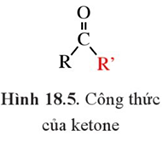 O
C
R R’
Hình 18.5. Công thức
của ketone